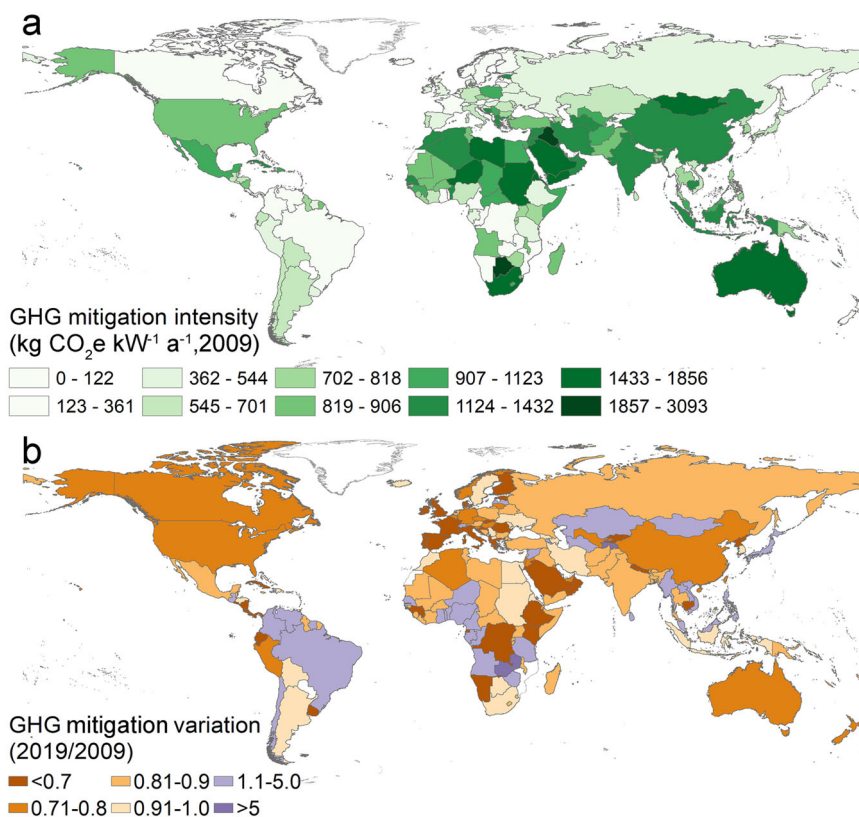 a
GHG mitigation intensity
(kg CO₂e kW⁻¹ a⁻¹,2009)
0 - 122 362 - 544 702 - 818 907 - 1123 1433 - 1856
123 - 361 545 - 701 819 - 906 1124 - 1432 1857 - 3093
b
GHG mitigation variation
(2019/2009)
<0.7 0.81-0.9 1.1-5.0
0.71-0.8 0.91-1.0 >5